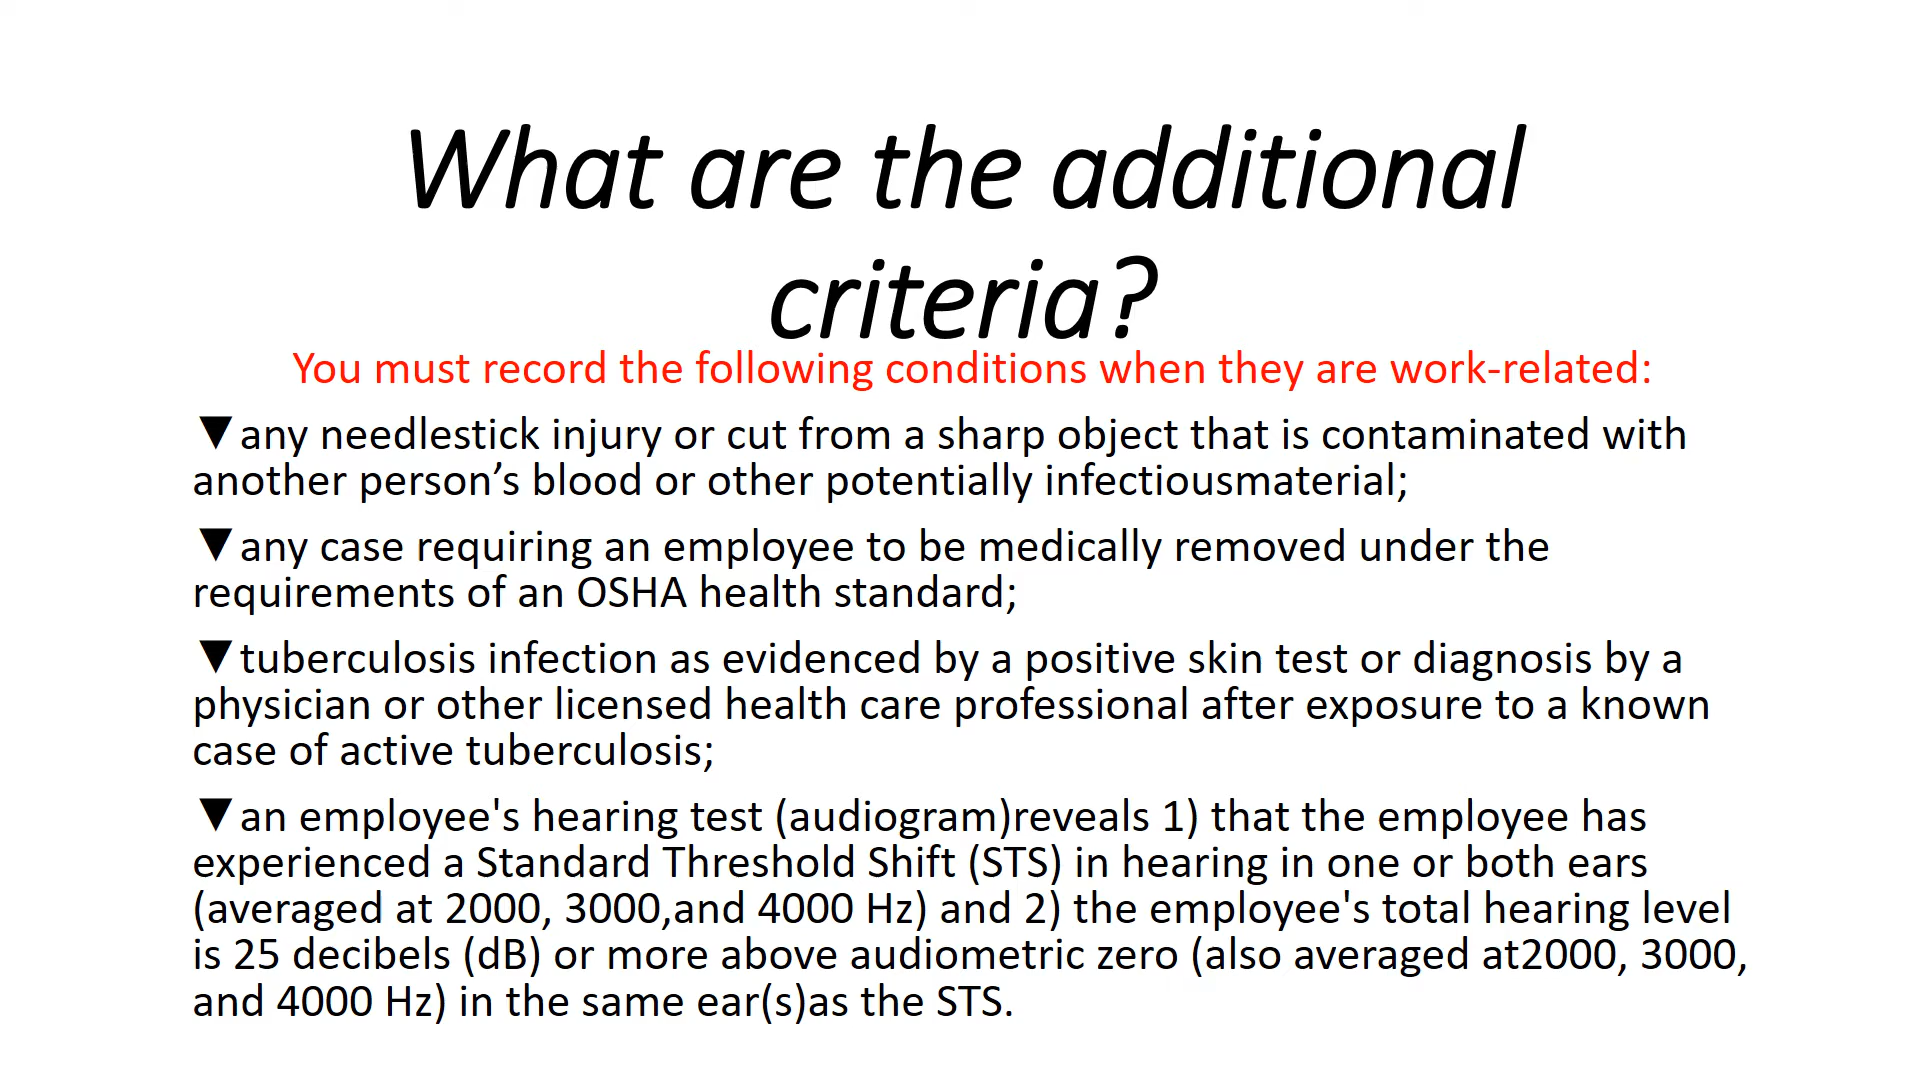 What are the additional
criteria?
You must record the following conditions when they are work-related:
▼any needlestick injury or cut from a sharp object that is contaminated with
another person’s blood or other potentially infectiousmaterial;
▼any case requiring an employee to be medically removed under the
requirements of an OSHA health standard;
▼tuberculosis infection as evidenced by a positive skin test or diagnosis by a
physician or other licensed health care professional after exposure to a known
case of active tuberculosis;
▼an employee's hearing test (audiogram)reveals 1) that the employee has
experienced a Standard Threshold Shift (STS) in hearing in one or both ears
(averaged at 2000, 3000,and 4000 Hz) and 2) the employee's total hearing level
is 25 decibels (dB) or more above audiometric zero (also averaged at2000, 3000,
and 4000 Hz) in the same ear(s)as the STS.